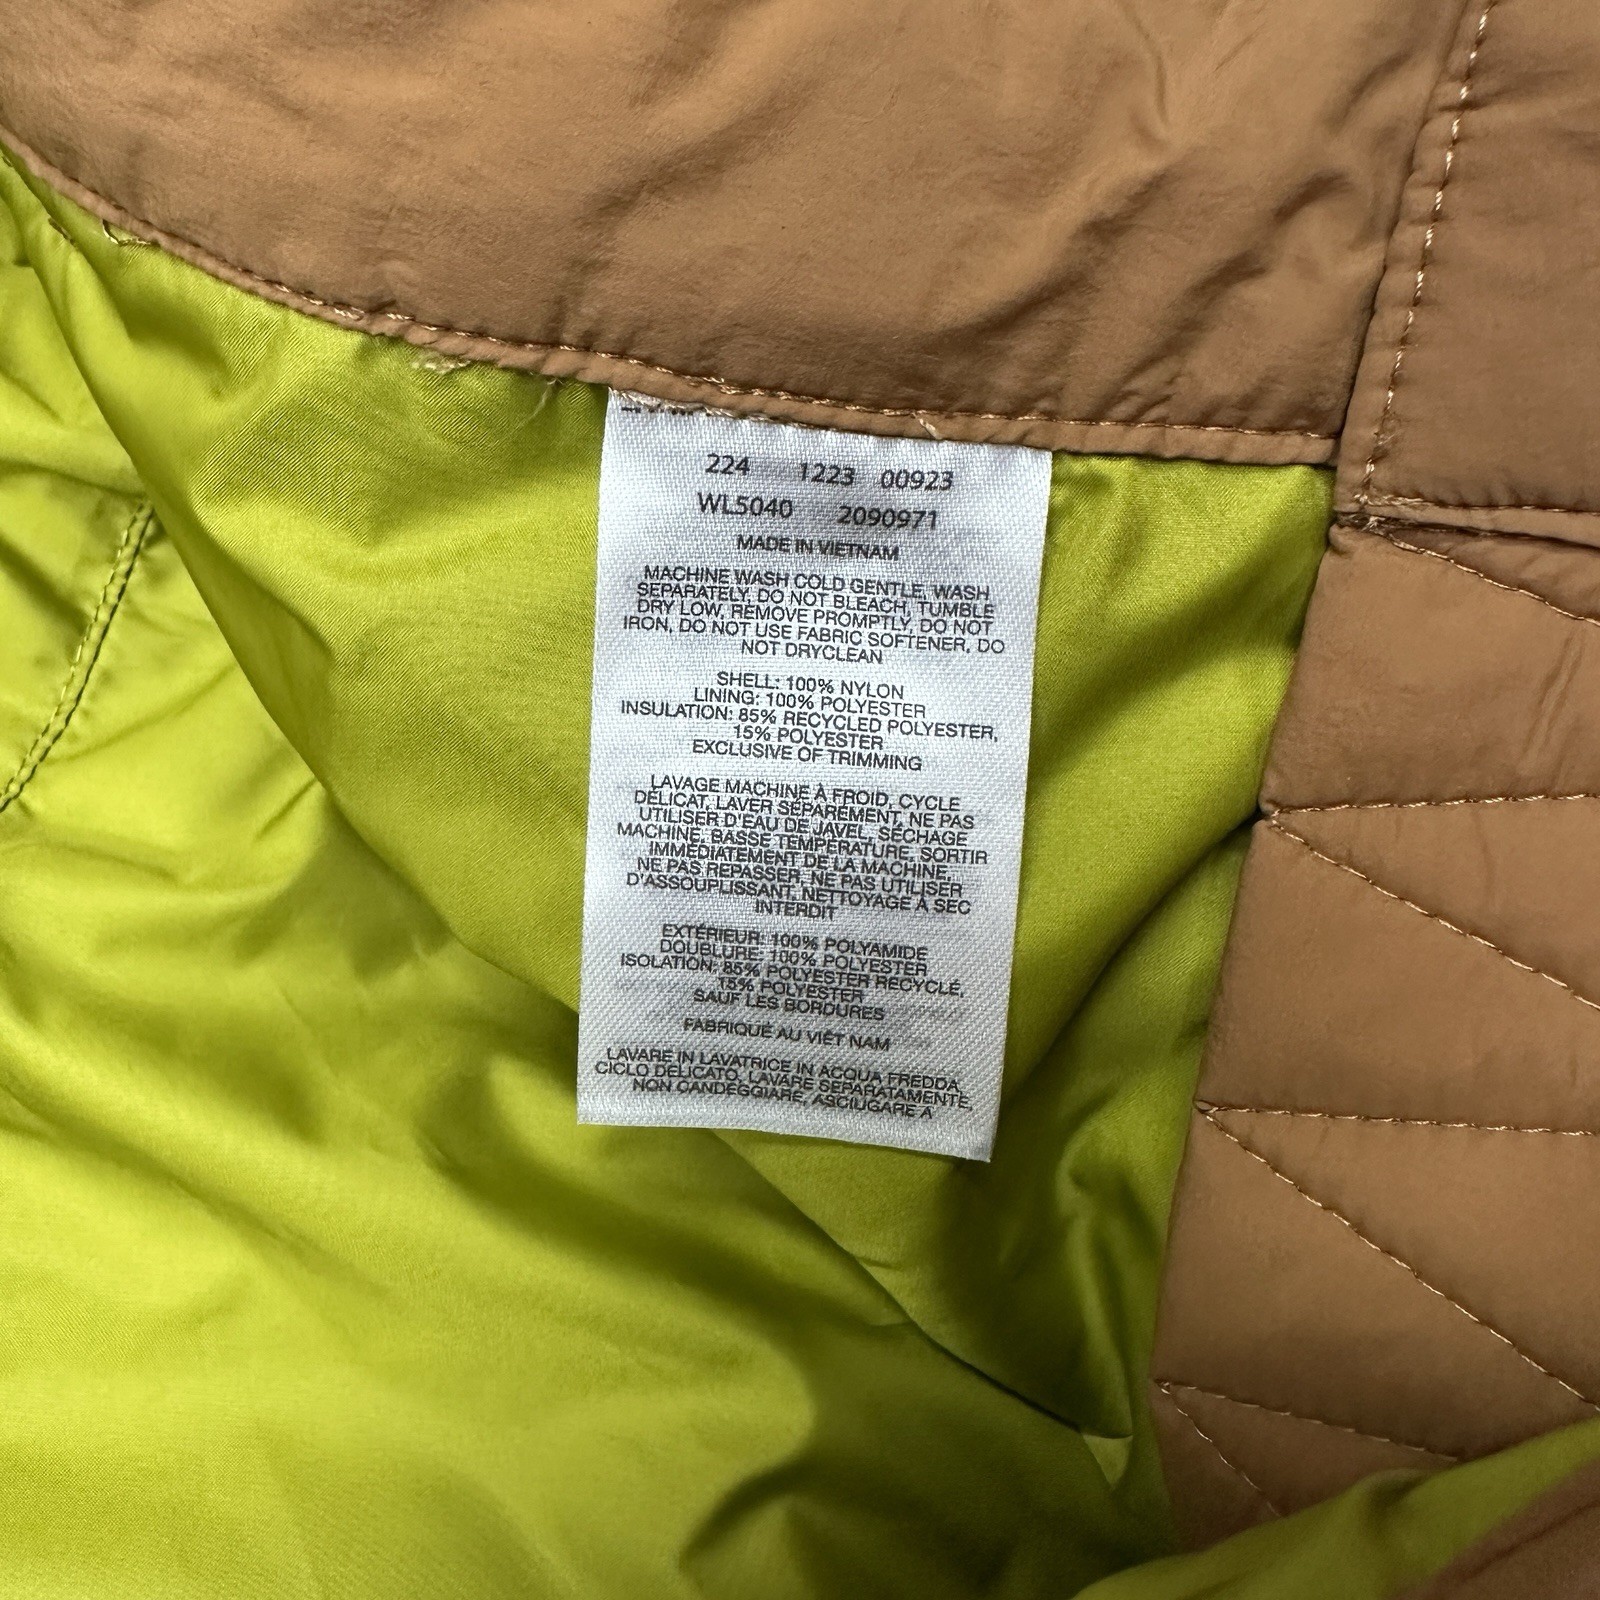 224 1223 00923
WL5040 2090971
MADE IN VIETNAM
MACHINE WASH COLD GENTLE, WASH
SEPARATELY, DO NOT BLEACH, TUMBLE
DRY LOW, REMOVE PROMPTLY, DO NOT
IRON, DO NOT USE FABRIC SOFTENER, DO
NOT DRYCLEAN
SHELL: 100% NYLON
LINING: 100% POLYESTER
INSULATION: 85% RECYCLED POLYESTER,
15% POLYESTER
EXCLUSIVE OF TRIMMING
LAVAGE MACHINE À FROID, CYCLE
DÉLICAT, LAVER SÉPARÉMENT, NE PAS
UTILISER D'EAU DE JAVEL, SÉCHAGE
MACHINE, BASSE TEMPÉRATURE, SORTIR
IMMÉDIATEMENT DE LA MACHINE,
NE PAS REPASSER, NE PAS UTILISER
D'ASSOUPLISSANT, NETTOYAGE À SEC
INTERDIT
EXTÉRIEUR: 100% POLYAMIDE
DOUBLURE: 100% POLYESTER
ISOLATION: 85% POLYESTER RECYCLÉ,
15% POLYESTER
SAUF LES BORDURES
FABRIQUÉ AU VIÊT NAM
LAVARE IN LAVATRICE IN ACQUA FREDDA,
CICLO DELICATO, LAVARE SEPARATAMENTE,
NON CANDEGGIARE, ASCIUGARE A